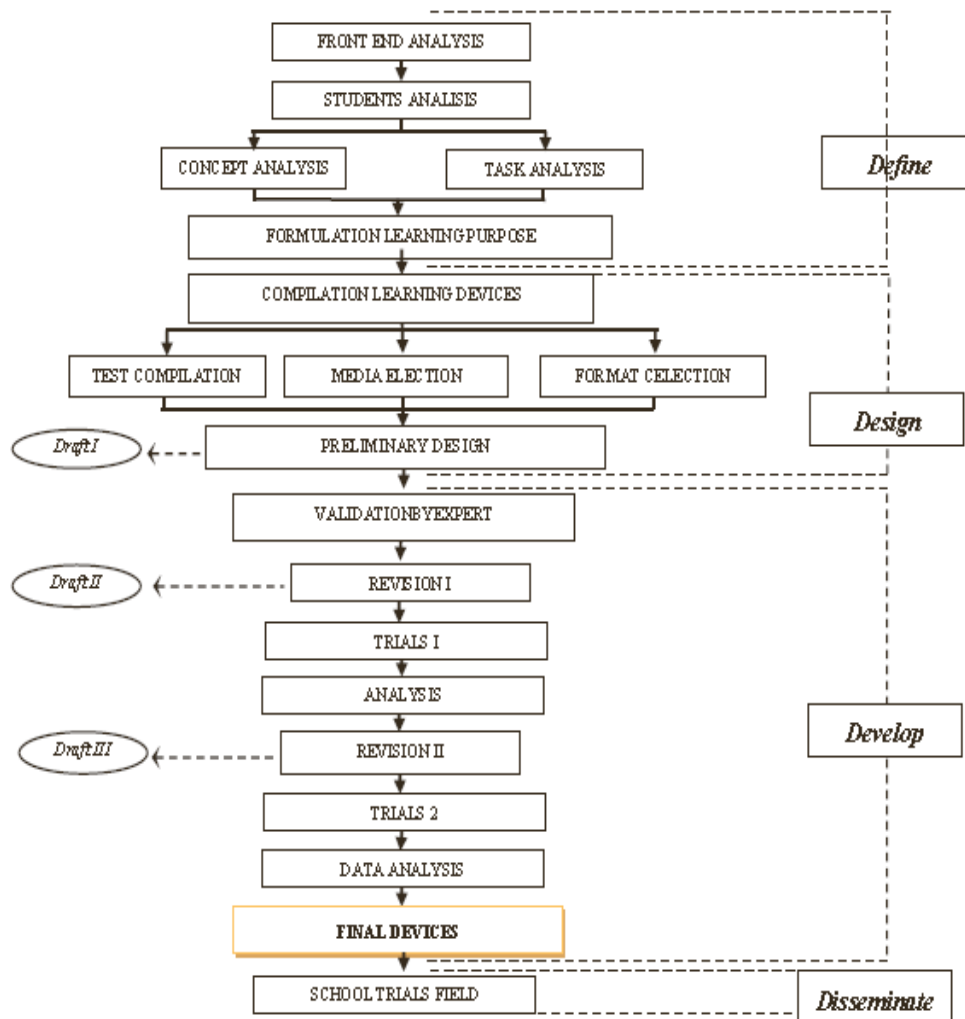 FRONT END ANALYSIS
STUDENTS ANALISIS
CONCEPT ANALYSIS
TASK ANALYSIS
Define
FORMULATION LEARNING PURPOSE
COMPILATION LEARNING DEVICES
TEST COMPILATION
MEDIA ELECTION
FORMAT CELECTION
Design
Draft I
PRELIMINARY DESIGN
VALIDATION BY EXPERT
Draft II
REVISION I
TRIALS I
ANALYSIS
Develop
Draft III
REVISION II
TRIALS 2
DATA ANALYSIS
FINAL DEVICES
SCHOOL TRIALS FIELD
Disseminate